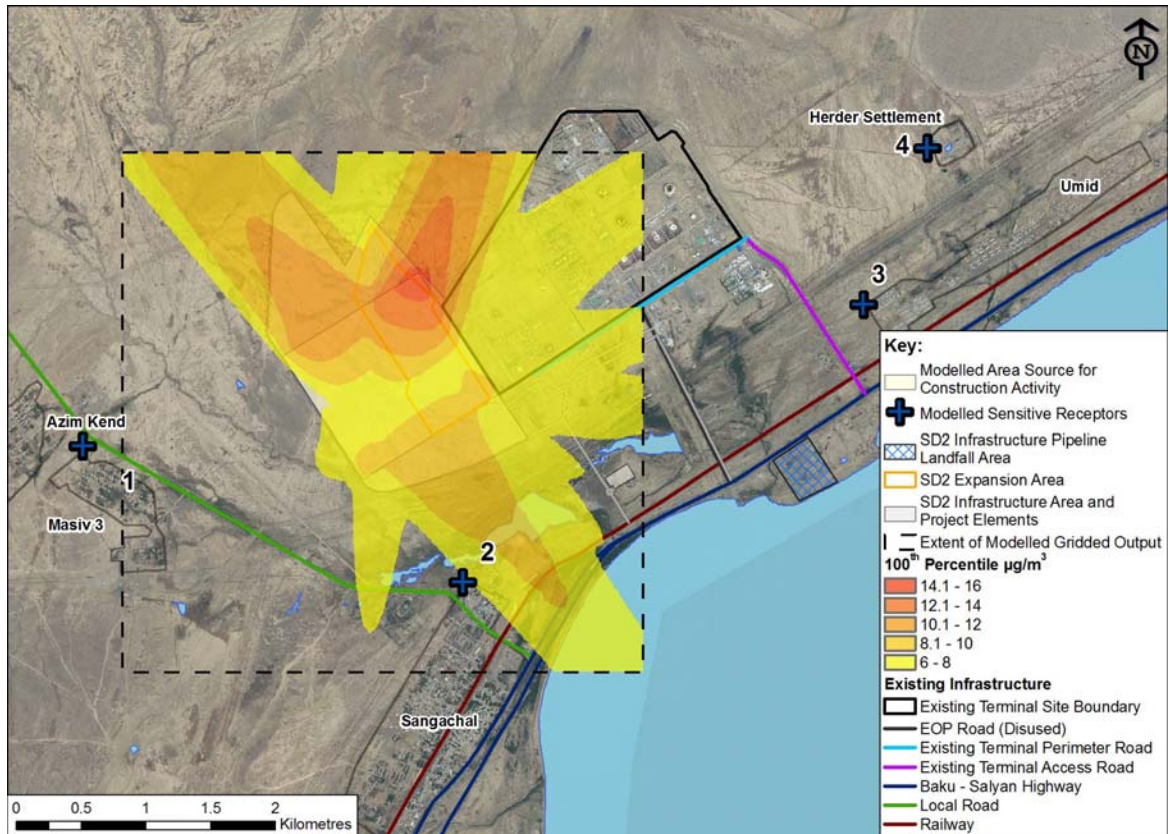 N
Herder Settlement
4
Umid
3
Azim Kend
1
Masiv 3
2
Sangachal
0 0.5 1 2
Kilometres
Key:
Modelled Area Source for
Construction Activity
Modelled Sensitive Receptors
SD2 Infrastructure Pipeline
Landfall Area
SD2 Expansion Area
SD2 Infrastructure Area and
Project Elements
Extent of Modelled Gridded Output
100th Percentile µg/m³
14.1 - 16
12.1 - 14
10.1 - 12
8.1 - 10
6 - 8
Existing Infrastructure
Existing Terminal Site Boundary
EOP Road (Disused)
Existing Terminal Perimeter Road
Existing Terminal Access Road
Baku - Salyan Highway
Local Road
Railway